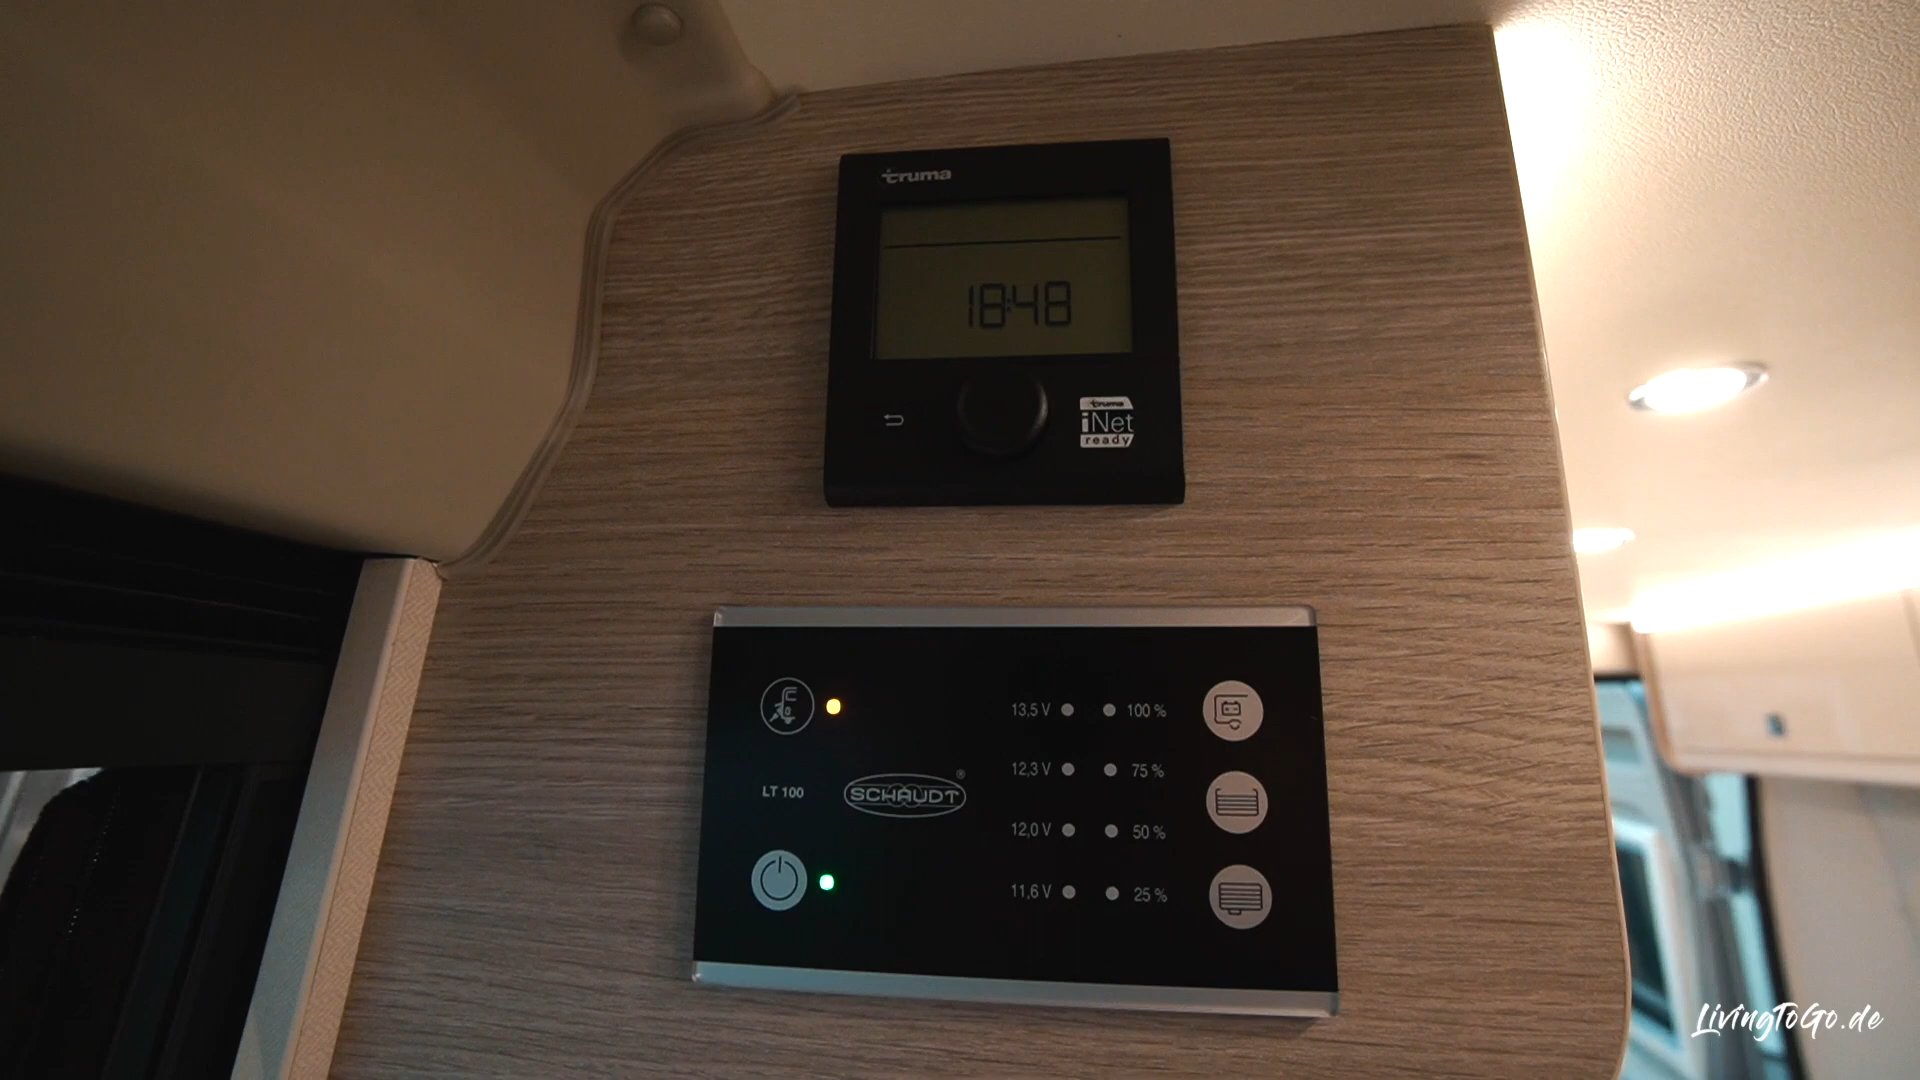 truma
18:48
truma
iNet
ready
13,5 V 100 %
12,3 V 75 %
LT 100 SCHAUDT ®
12,0 V 50 %
11,6 V 25 %
LivingToGo.de